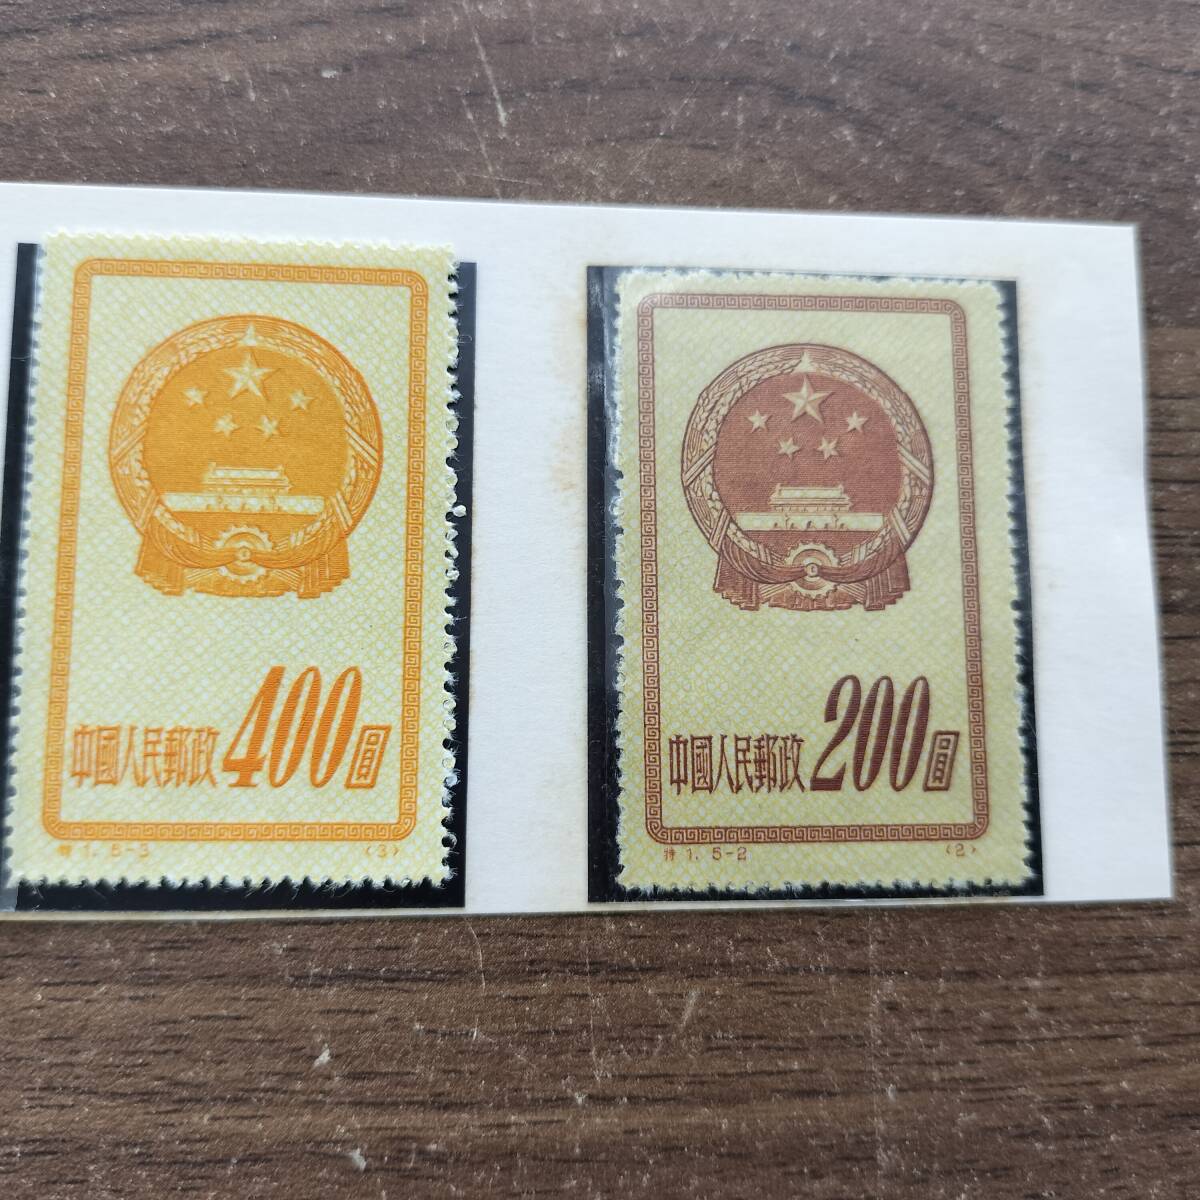 中國人民郵政400圓
特1. 5-3 (3)
中國人民郵政200圓
特1. 5-2 (2)